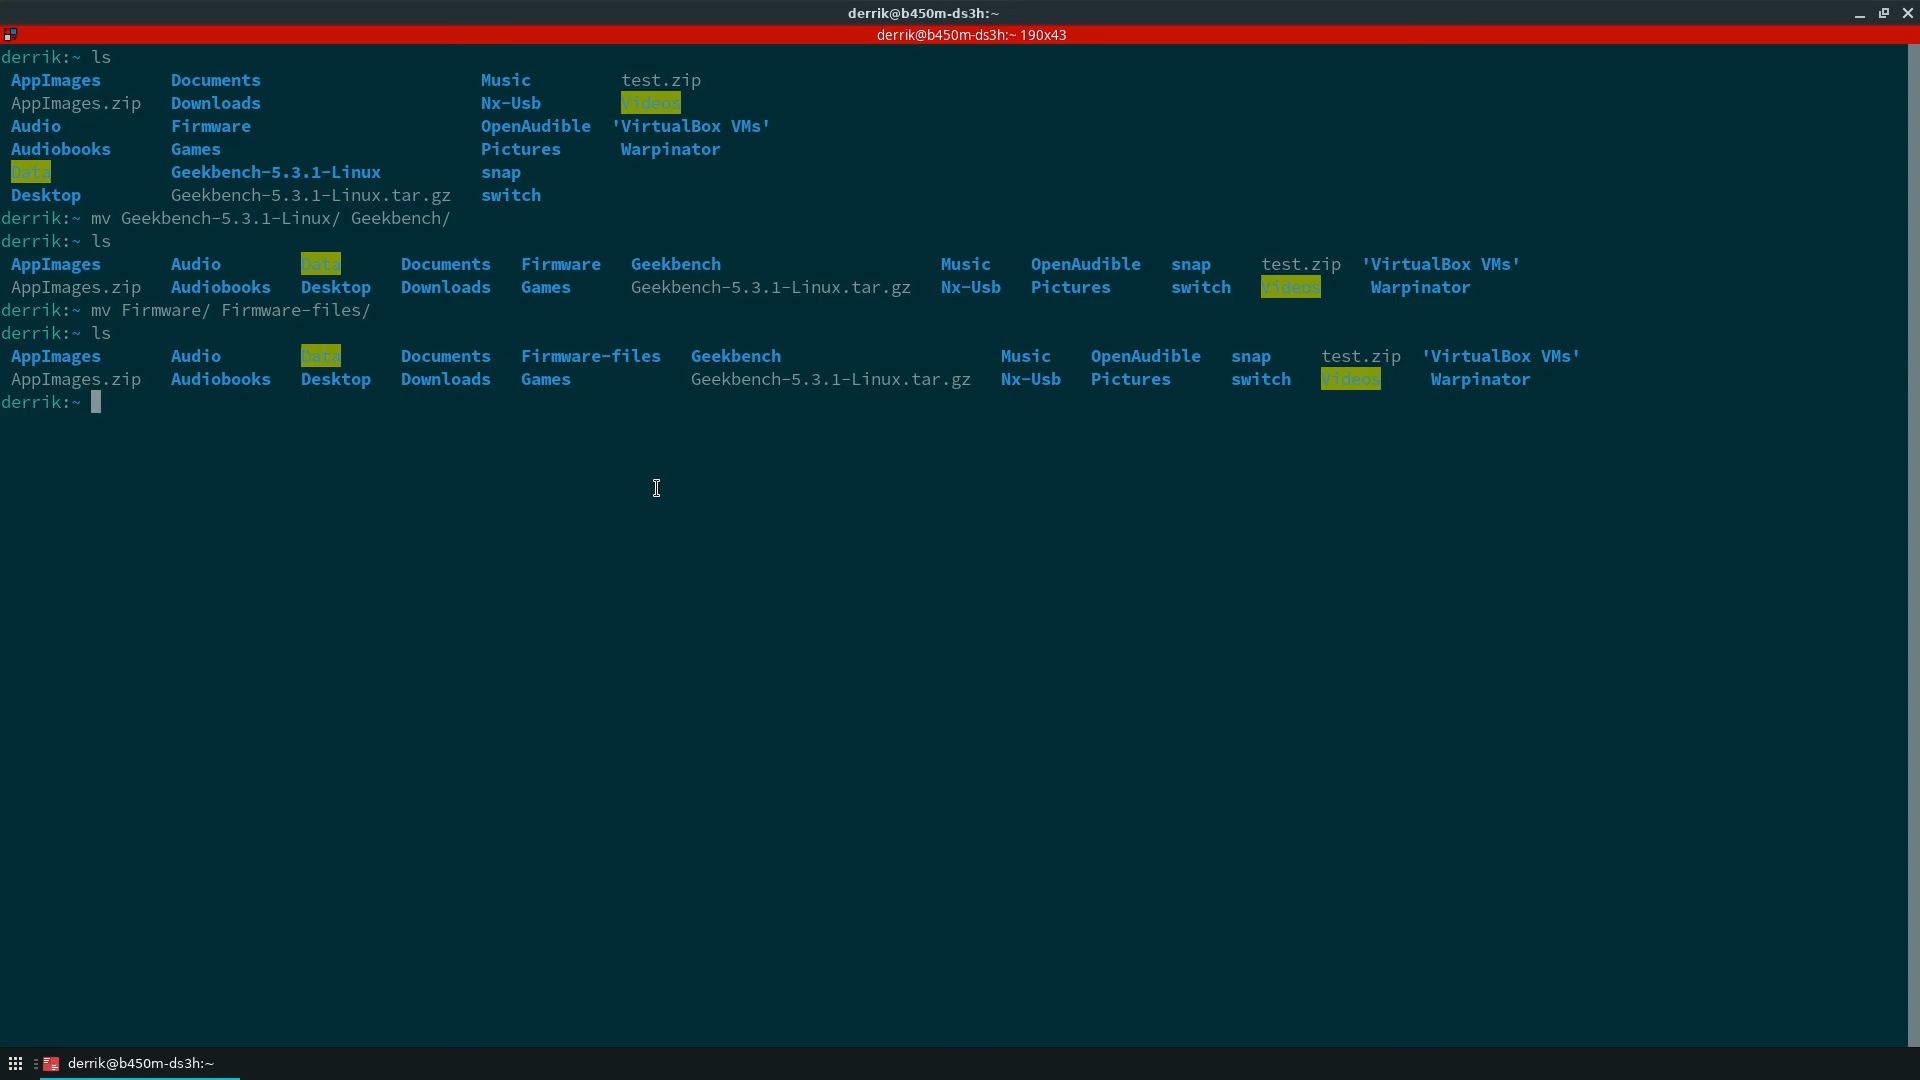 derrik@b450m-ds3h:~
derrik@b450m-ds3h:~ 190x43
derrik:~ ls
AppImages Documents Music test.zip
AppImages.zip Downloads Nx-Usb Videos
Audio Firmware OpenAudible 'VirtualBox VMs'
Audiobooks Games Pictures Warpinator
Data Geekbench-5.3.1-Linux snap
Desktop Geekbench-5.3.1-Linux.tar.gz switch
derrik:~ mv Geekbench-5.3.1-Linux/ Geekbench/
derrik:~ ls
AppImages Audio Data Documents Firmware Geekbench Music OpenAudible snap test.zip 'VirtualBox VMs'
AppImages.zip Audiobooks Desktop Downloads Games Geekbench-5.3.1-Linux.tar.gz Nx-Usb Pictures switch Videos Warpinator
derrik:~ mv Firmware/ Firmware-files/
derrik:~ ls
AppImages Audio Data Documents Firmware-files Geekbench Music OpenAudible snap test.zip 'VirtualBox VMs'
AppImages.zip Audiobooks Desktop Downloads Games Geekbench-5.3.1-Linux.tar.gz Nx-Usb Pictures switch Videos Warpinator
derrik:~
derrik@b450m-ds3h:~